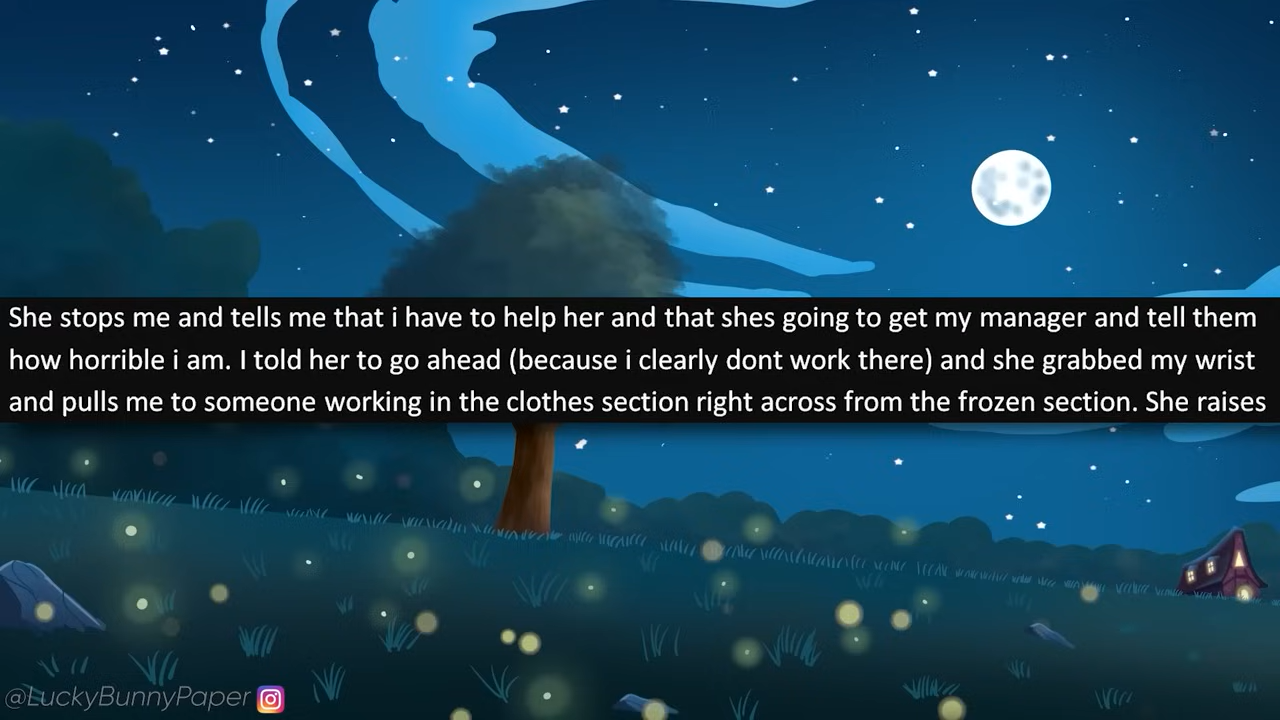 She stops me and tells me that i have to help her and that shes going to get my manager and tell them
how horrible i am. I told her to go ahead (because i clearly dont work there) and she grabbed my wrist
and pulls me to someone working in the clothes section right across from the frozen section. She raises
@LuckyBunnyPaper